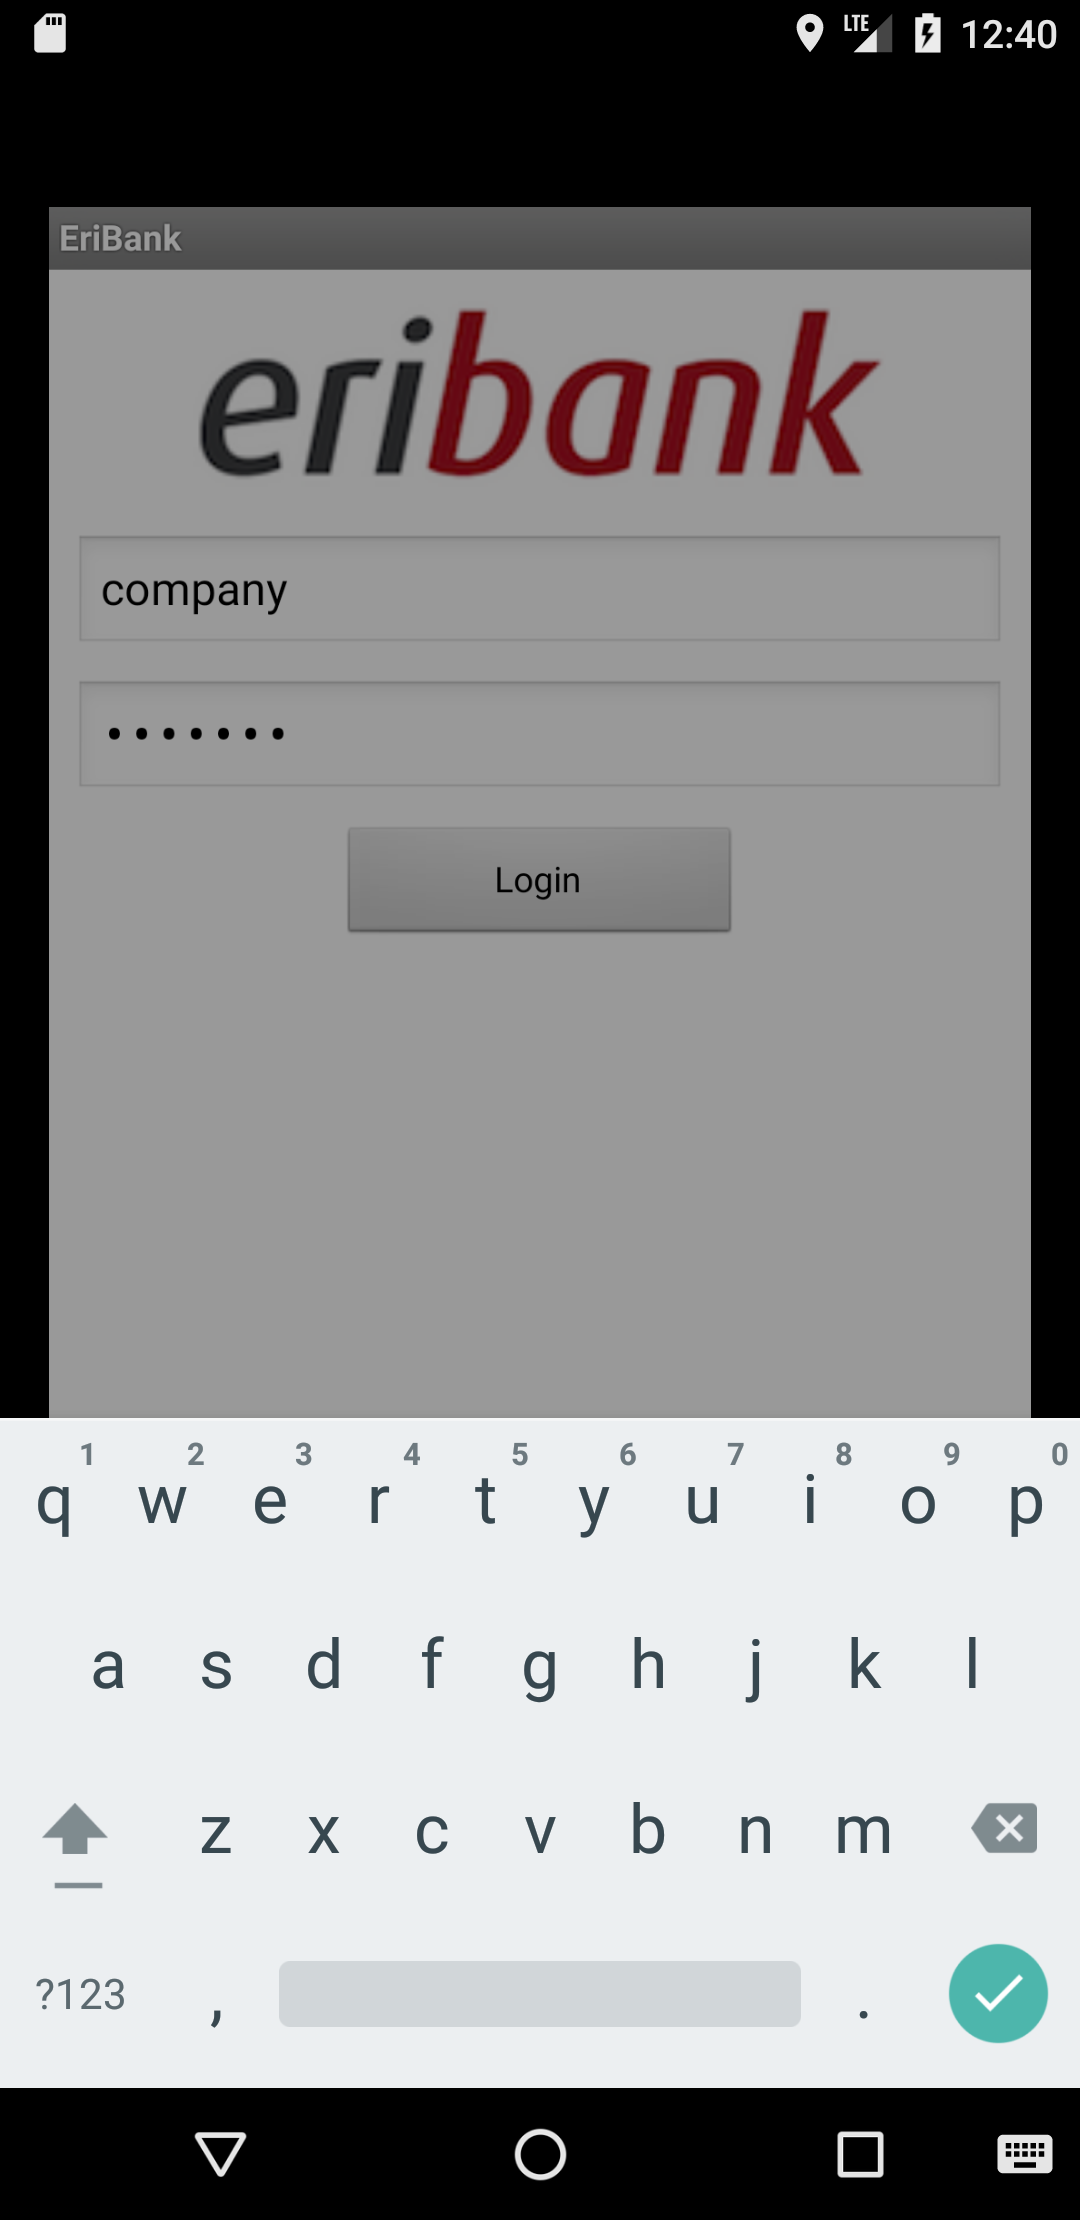 LTE 12:40
EriBank
eribank
company
•••••••
Login
1 2 3 4 5 6 7 8 9 0
q w e r t y u i o p
a s d f g h j k l
z x c v b n m
?123 , .